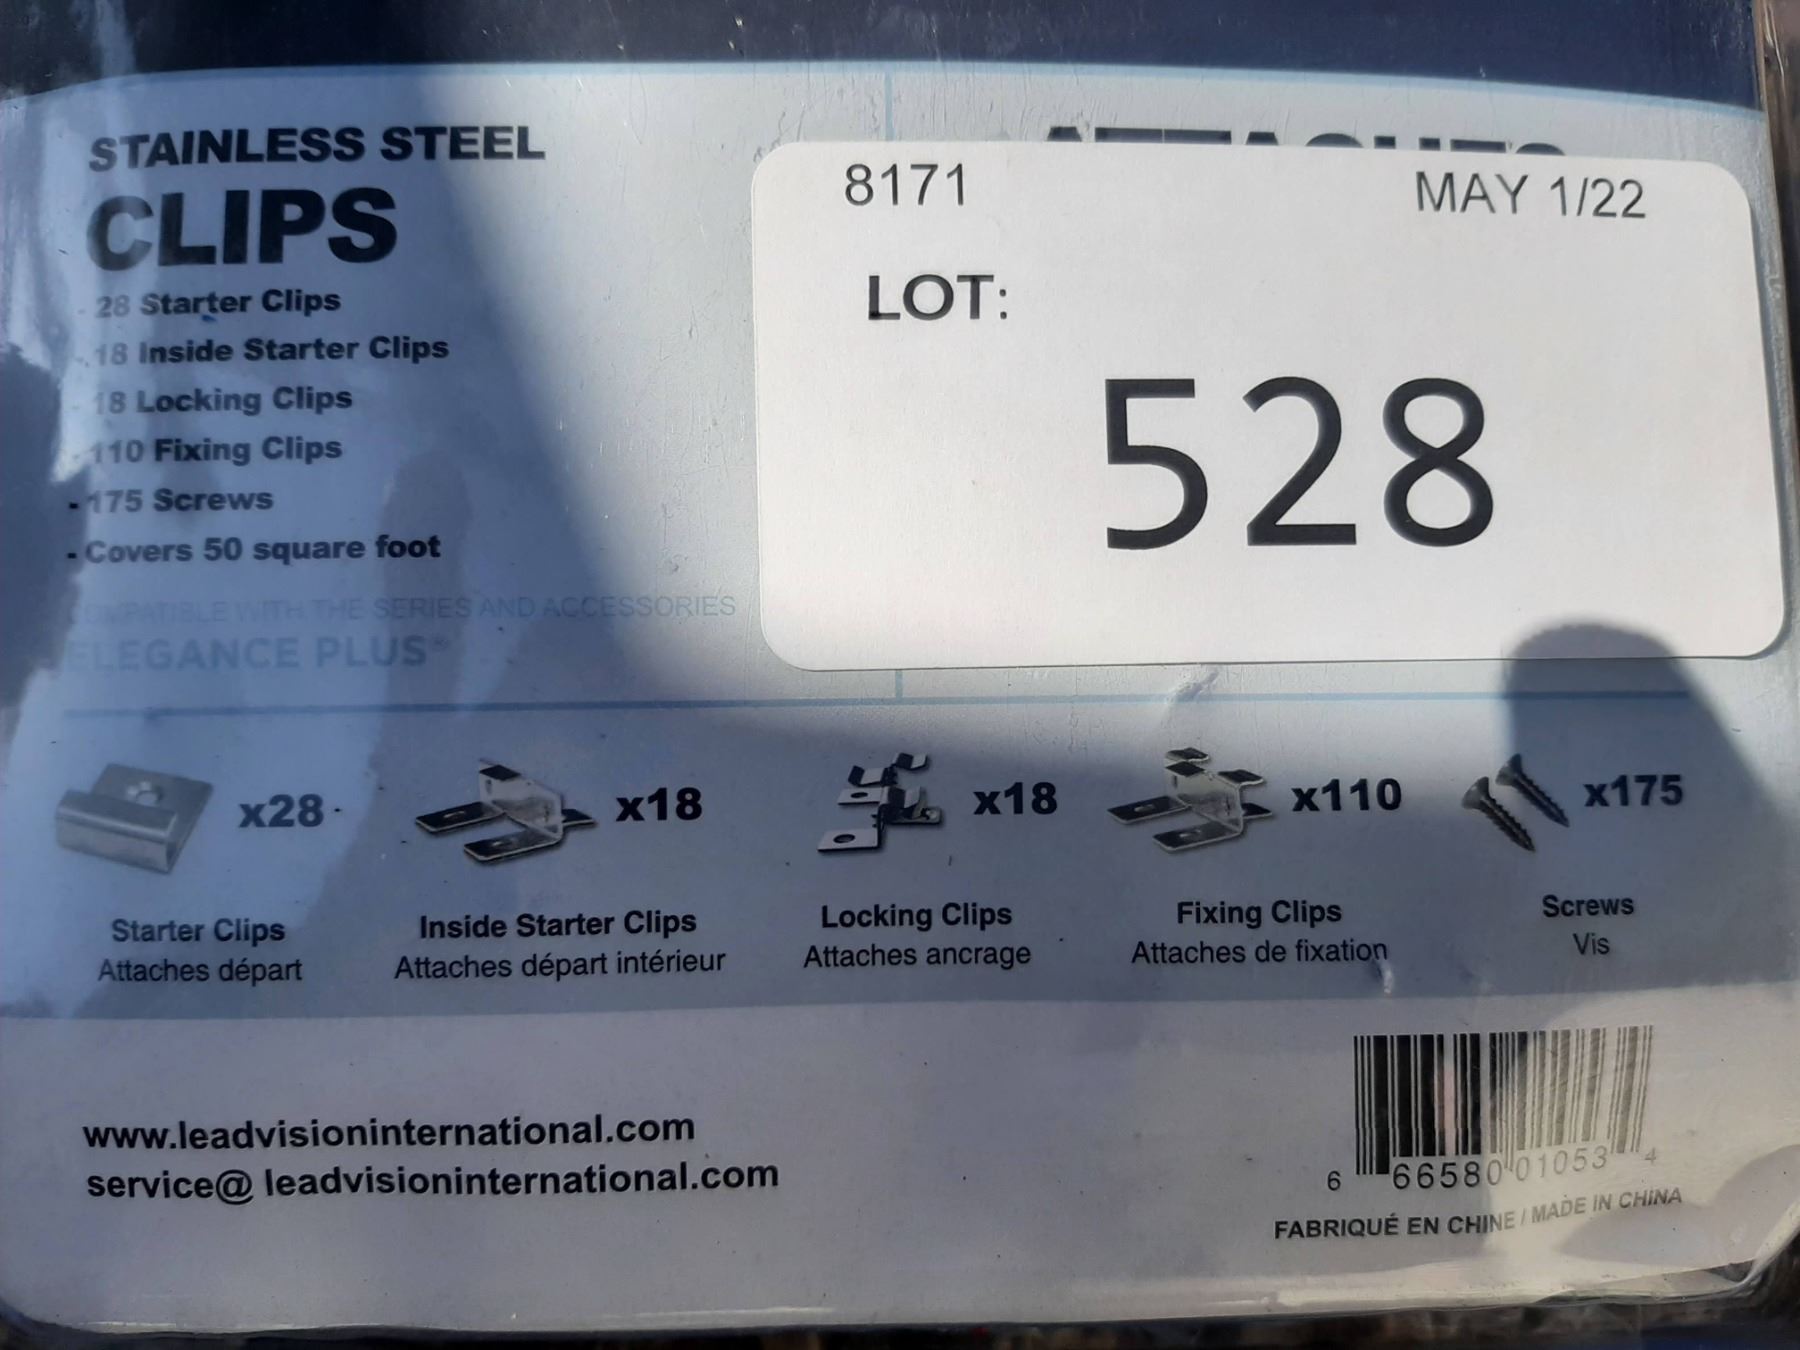 STAINLESS STEEL
CLIPS
- 28 Starter Clips
- 18 Inside Starter Clips
- 18 Locking Clips
- 110 Fixing Clips
- 175 Screws
- Covers 50 square foot
COMPATIBLE WITH THE SERIES AND ACCESSORIES
ELEGANCE PLUS
ATTACHES
8171 MAY 1/22
LOT:
528
x28
x18
x18
x110
x175
Starter Clips
Attaches départ
Inside Starter Clips
Attaches départ intérieur
Locking Clips
Attaches ancrage
Fixing Clips
Attaches de fixation
Screws
Vis
www.leadvisioninternational.com
service@ leadvisioninternational.com
6 66580 01053 4
FABRIQUÉ EN CHINE / MADE IN CHINA